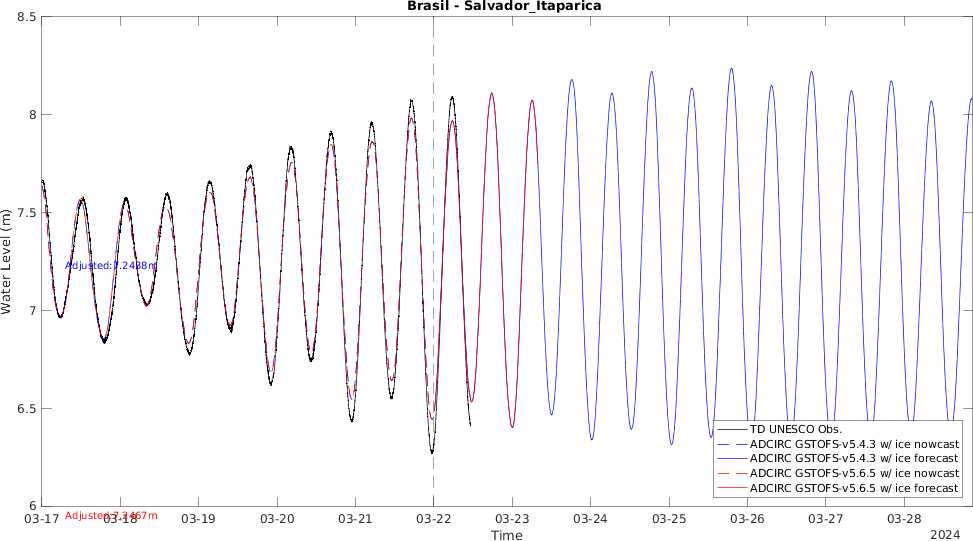 Brasil - Salvador_Itaparica
8.5
8
7.5
7
6.5
6
Water Level (m)
Adjusted:7.2488m
Adjusted:7.2467m
TD UNESCO Obs.
ADCIRC GSTOFS-v5.4.3 w/ ice nowcast
ADCIRC GSTOFS-v5.4.3 w/ ice forecast
ADCIRC GSTOFS-v5.6.5 w/ ice nowcast
ADCIRC GSTOFS-v5.6.5 w/ ice forecast
03-17 03-18 03-19 03-20 03-21 03-22 03-23 03-24 03-25 03-26 03-27 03-28
Time
2024